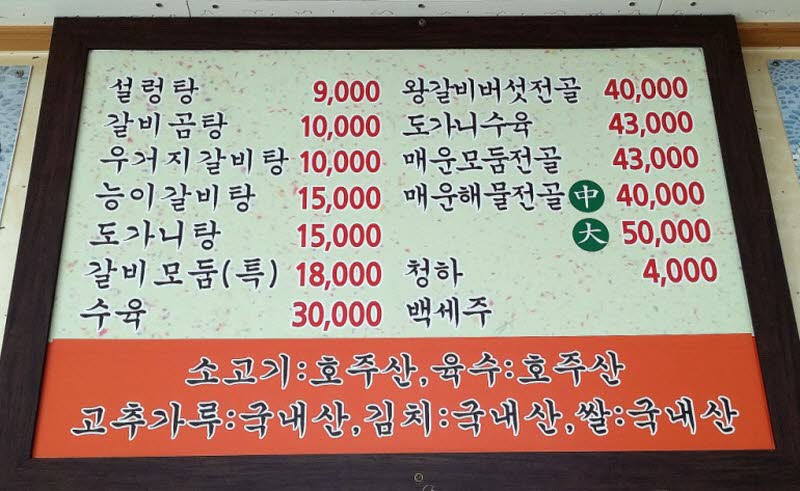 설렁탕 9,000
갈비곰탕 10,000
우거지갈비탕 10,000
능이갈비탕 15,000
도가니탕 15,000
갈비모둠(특) 18,000
수육 30,000
왕갈비버섯전골 40,000
도가니수육 43,000
매운모둠전골 43,000
매운해물전골 中 40,000
大 50,000
청하 4,000
백세주
소고기:호주산,육수:호주산
고추가루:국내산,김치:국내산,쌀:국내산